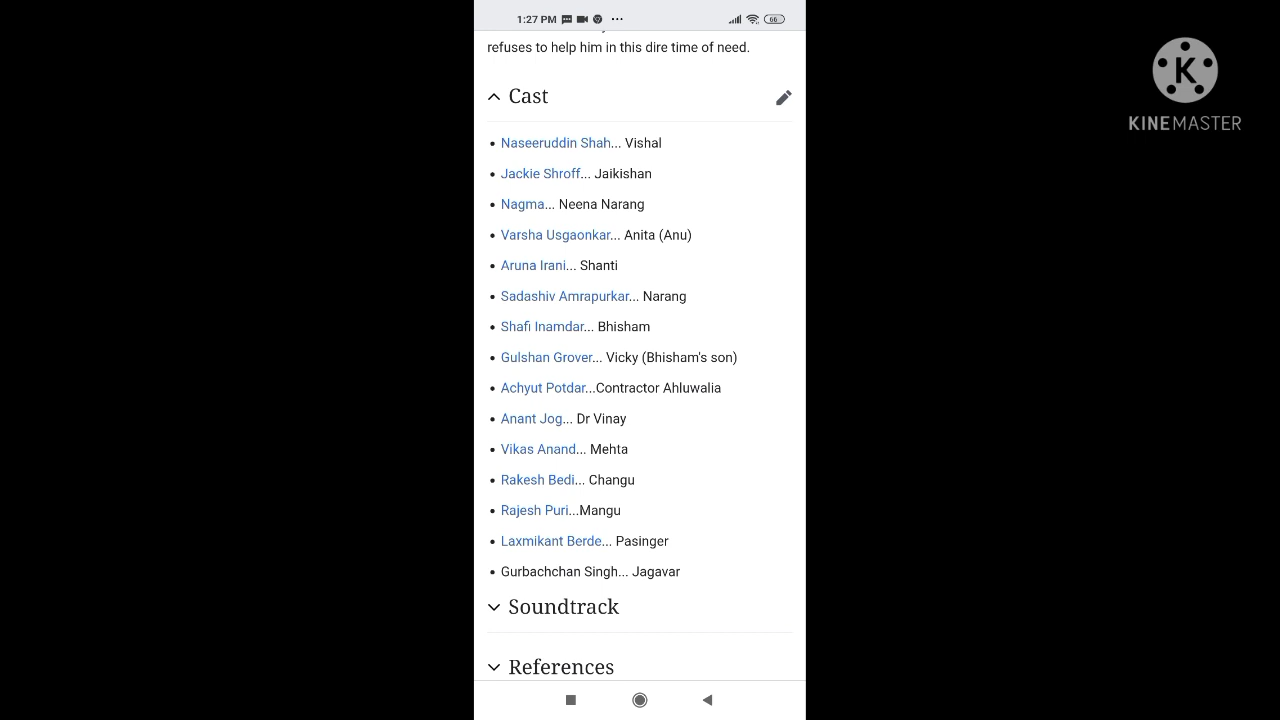 1:27 PM
66
refuses to help him in this dire time of need.
Cast
Naseeruddin Shah... Vishal
Jackie Shroff... Jaikishan
Nagma... Neena Narang
Varsha Usgaonkar... Anita (Anu)
Aruna Irani... Shanti
Sadashiv Amrapurkar... Narang
Shafi Inamdar... Bhisham
Gulshan Grover... Vicky (Bhisham's son)
Achyut Potdar...Contractor Ahluwalia
Anant Jog... Dr Vinay
Vikas Anand... Mehta
Rakesh Bedi... Changu
Rajesh Puri...Mangu
Laxmikant Berde... Pasinger
Gurbachchan Singh... Jagavar
Soundtrack
References
K
KINEMASTER